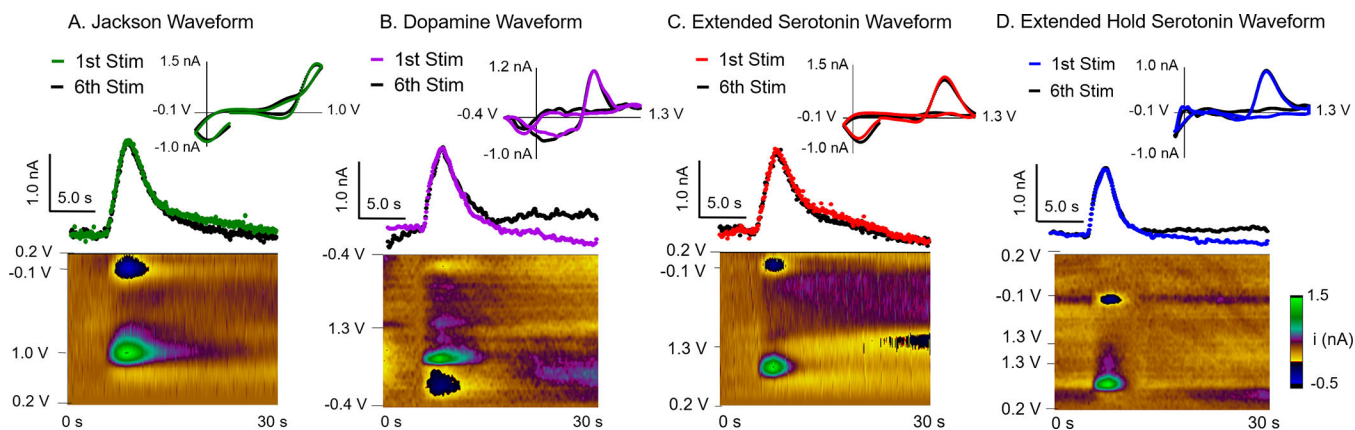 A. Jackson Waveform
1st Stim
6th Stim
1.5 nA
-0.1 V
1.0 V
-1.0 nA
1.0 nA
5.0 s
0.2 V
-0.1 V
1.0 V
0.2 V
0 s
30 s
B. Dopamine Waveform
1st Stim
6th Stim
1.2 nA
-0.4 V
1.3 V
-1.0 nA
1.0 nA
5.0 s
-0.4 V
1.3 V
-0.4 V
0 s
30 s
C. Extended Serotonin Waveform
1st Stim
6th Stim
1.5 nA
-0.1 V
1.3 V
-1.0 nA
1.0 nA
5.0 s
0.2 V
-0.1 V
1.3 V
0.2 V
0 s
30 s
D. Extended Hold Serotonin Waveform
1st Stim
6th Stim
1.0 nA
-0.1 V
1.3 V
-1.0 nA
1.0 nA
5.0 s
0.2 V
-0.1 V
1.3 V
1.3 V
0.2 V
0 s
30 s
1.5
i (nA)
-0.5